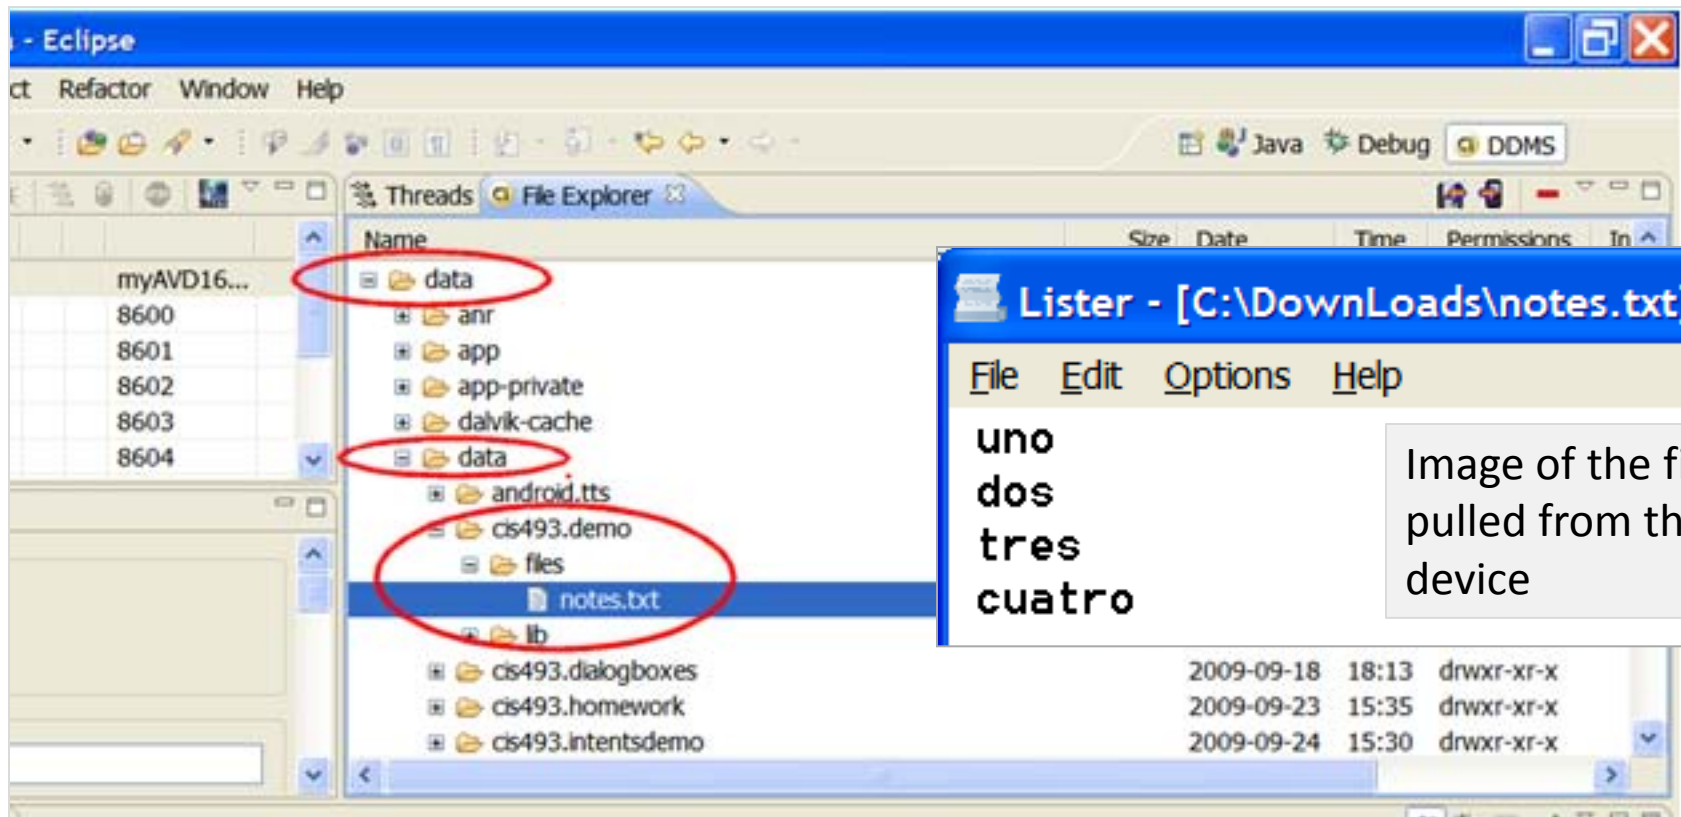 - Eclipse
ct Refactor Window Help
Java Debug DDMS
Threads File Explorer
Name Size Date Time Permissions In
myAVD16...
8600
8601
8602
8603
8604
data
anr
app
app-private
dalvik-cache
data
android.tts
cis493.demo
files
notes.txt
lib
cis493.dialogboxes 2009-09-18 18:13 drwxr-xr-x
cis493.homework 2009-09-23 15:35 drwxr-xr-x
cis493.intentsdemo 2009-09-24 15:30 drwxr-xr-x
Lister - [C:\DownLoads\notes.txt]
File Edit Options Help
uno
dos
tres
cuatro
Image of the fi
pulled from th
device